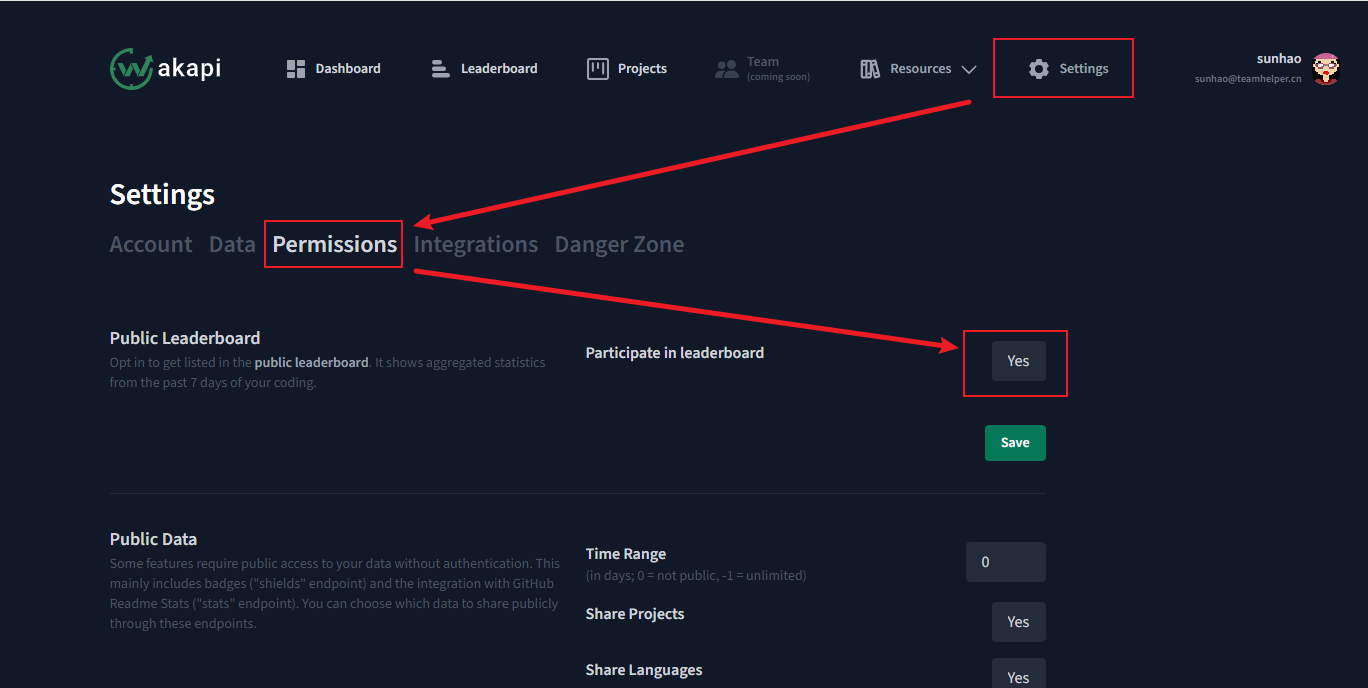 wakapi
Dashboard
Leaderboard
Projects
Team
(coming soon)
Resources
Settings
sunhao
sunhao@teamhelper.cn
Settings
Account Data Permissions Integrations Danger Zone
Public Leaderboard
Opt in to get listed in the public leaderboard. It shows aggregated statistics
from the past 7 days of your coding.
Participate in leaderboard
Yes
Save
Public Data
Some features require public access to your data without authentication. This
mainly includes badges ("shields" endpoint) and the integration with GitHub
Readme Stats ("stats" endpoint). You can choose which data to share publicly
through these endpoints.
Time Range
(in days; 0 = not public, -1 = unlimited)
0
Share Projects
Yes
Share Languages
Yes